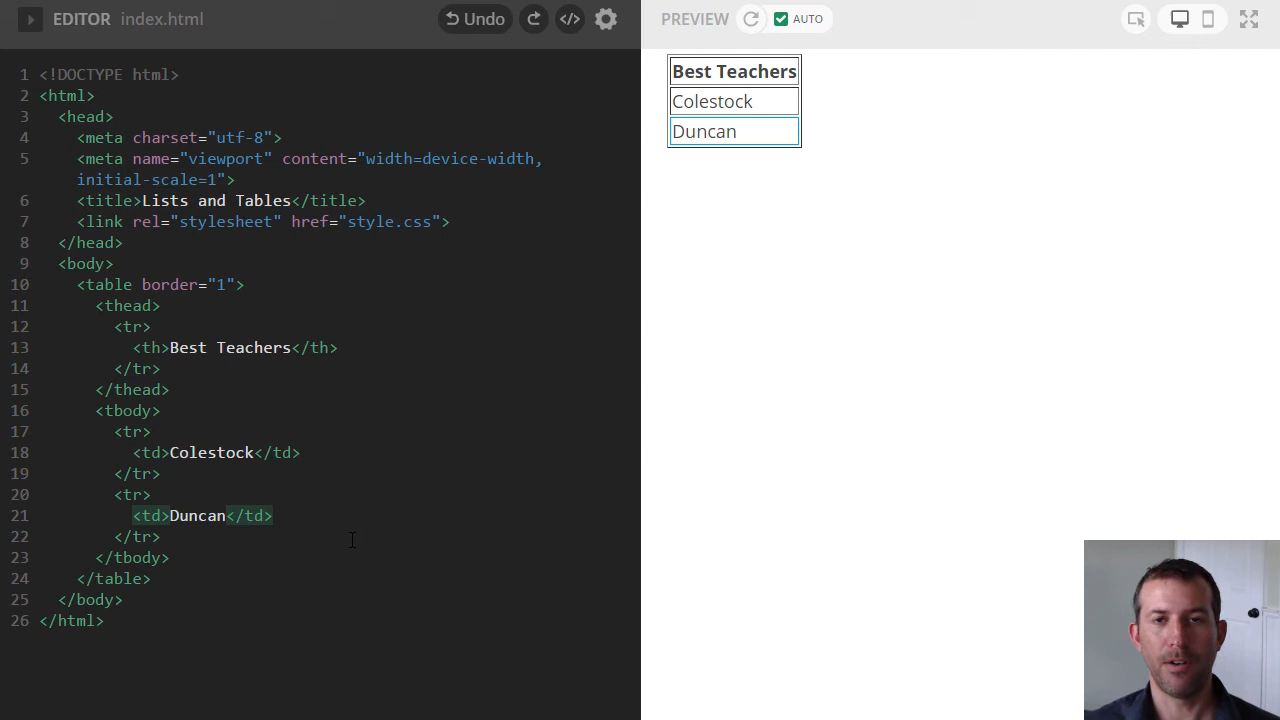 EDITOR index.html
Undo
</>
PREVIEW
AUTO
1 <!DOCTYPE html>
2 <html>
3 <head>
4 <meta charset="utf-8">
5 <meta name="viewport" content="width=device-width,
initial-scale=1">
6 <title>Lists and Tables</title>
7 <link rel="stylesheet" href="style.css">
8 </head>
9 <body>
10 <table border="1">
11 <thead>
12 <tr>
13 <th>Best Teachers</th>
14 </tr>
15 </thead>
16 <tbody>
17 <tr>
18 <td>Colestock</td>
19 </tr>
20 <tr>
21 <td>Duncan</td>
22 </tr>
23 </tbody>
24 </table>
25 </body>
26 </html>
Best Teachers
Colestock
Duncan